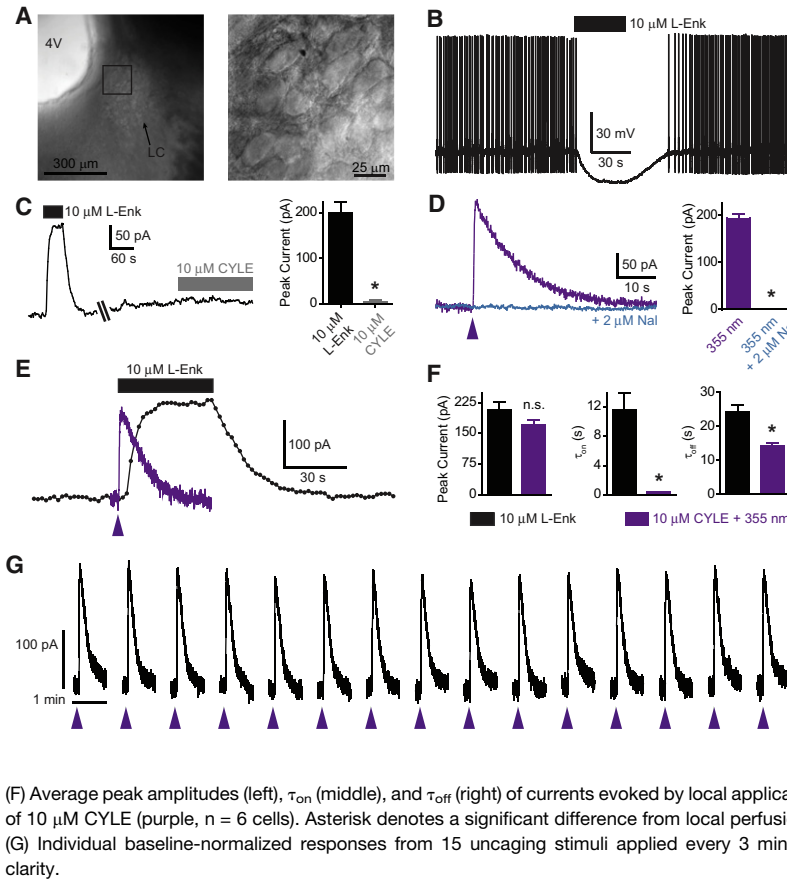 A
4V
LC
300 μm
25 μm
B
10 μM L-Enk
30 mV
30 s
C
10 μM L-Enk
50 pA
60 s
10 μM CYLE
Peak Current (pA)
200
100
0
*
10 μM
L-Enk
10 μM
CYLE
D
50 pA
10 s
+ 2 μM Nal
Peak Current (pA)
200
100
0
*
355 nm
355 nm
+ 2 μM
E
10 μM L-Enk
100 pA
30 s
F
Peak Current (pA)
225
150
75
0
n.s.
τon (s)
12
8
4
0
*
τoff (s)
30
20
10
0
*
10 μM L-Enk
10 μM CYLE + 355 nm
G
100 pA
1 min
(F) Average peak amplitudes (left), τon (middle), and τoff (right) of currents evoked by local applica
of 10 μM CYLE (purple, n = 6 cells). Asterisk denotes a significant difference from local perfusi
(G) Individual baseline-normalized responses from 15 uncaging stimuli applied every 3 min
clarity.